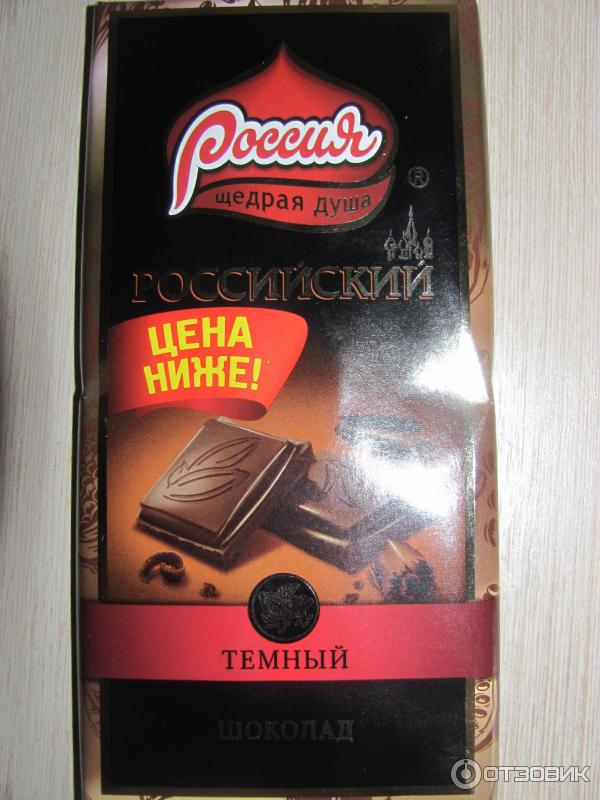 Россия
щедрая душа
®
РОССИЙСКИЙ
ЦЕНА
НИЖЕ!
ТЕМНЫЙ
ШОКОЛАД
ОТЗОВИК